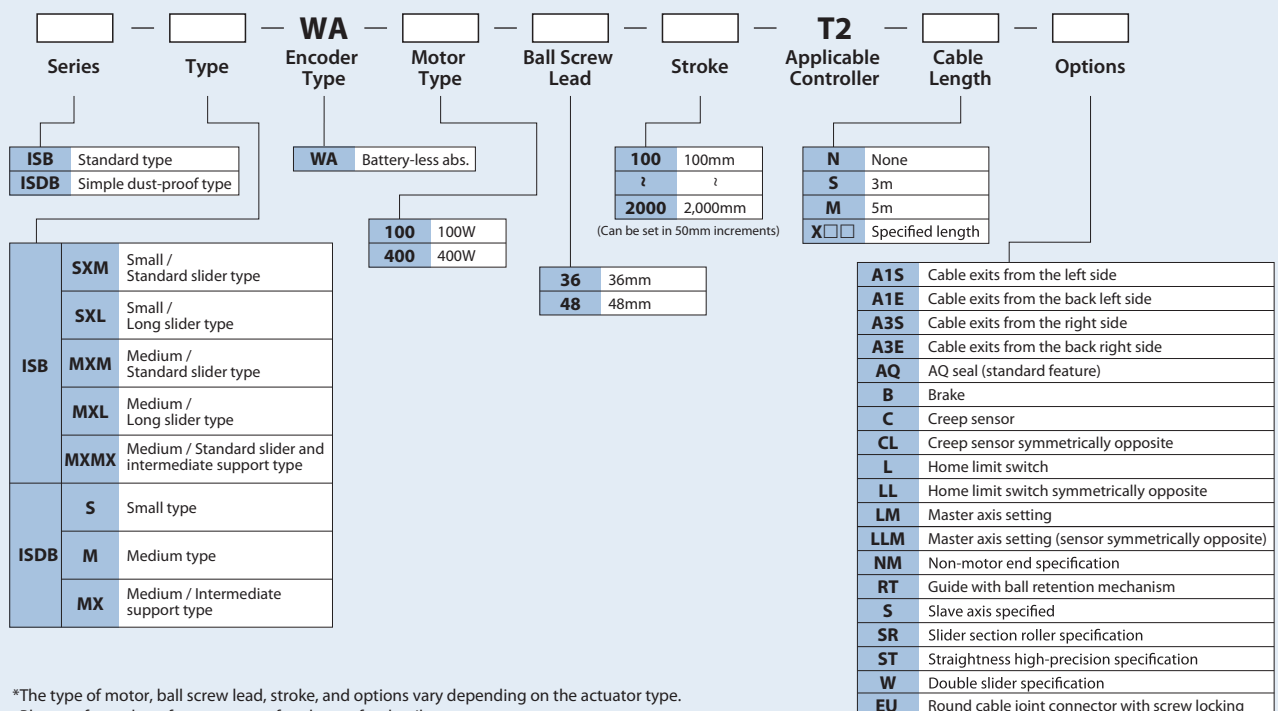 — — WA — — — — T2 — —
Series
Type
Encoder
Type
Motor
Type
Ball Screw
Lead
Stroke
Applicable
Controller
Cable
Length
Options
ISB Standard type
ISDB Simple dust-proof type
WA Battery-less abs.
100 100W
400 400W
36 36mm
48 48mm
100 100mm
≀ ≀
2000 2,000mm
(Can be set in 50mm increments)
N None
S 3m
M 5m
X□□ Specified length
ISB
SXM Small /
Standard slider type
SXL Small /
Long slider type
MXM Medium /
Standard slider type
MXL Medium /
Long slider type
MXMX Medium / Standard slider and
intermediate support type
ISDB
S Small type
M Medium type
MX Medium / Intermediate
support type
A1S Cable exits from the left side
A1E Cable exits from the back left side
A3S Cable exits from the right side
A3E Cable exits from the back right side
AQ AQ seal (standard feature)
B Brake
C Creep sensor
CL Creep sensor symmetrically opposite
L Home limit switch
LL Home limit switch symmetrically opposite
LM Master axis setting
LLM Master axis setting (sensor symmetrically opposite)
NM Non-motor end specification
RT Guide with ball retention mechanism
S Slave axis specified
SR Slider section roller specification
ST Straightness high-precision specification
W Double slider specification
EU Round cable joint connector with screw locking
*The type of motor, ball screw lead, stroke, and options vary depending on the actuator type.